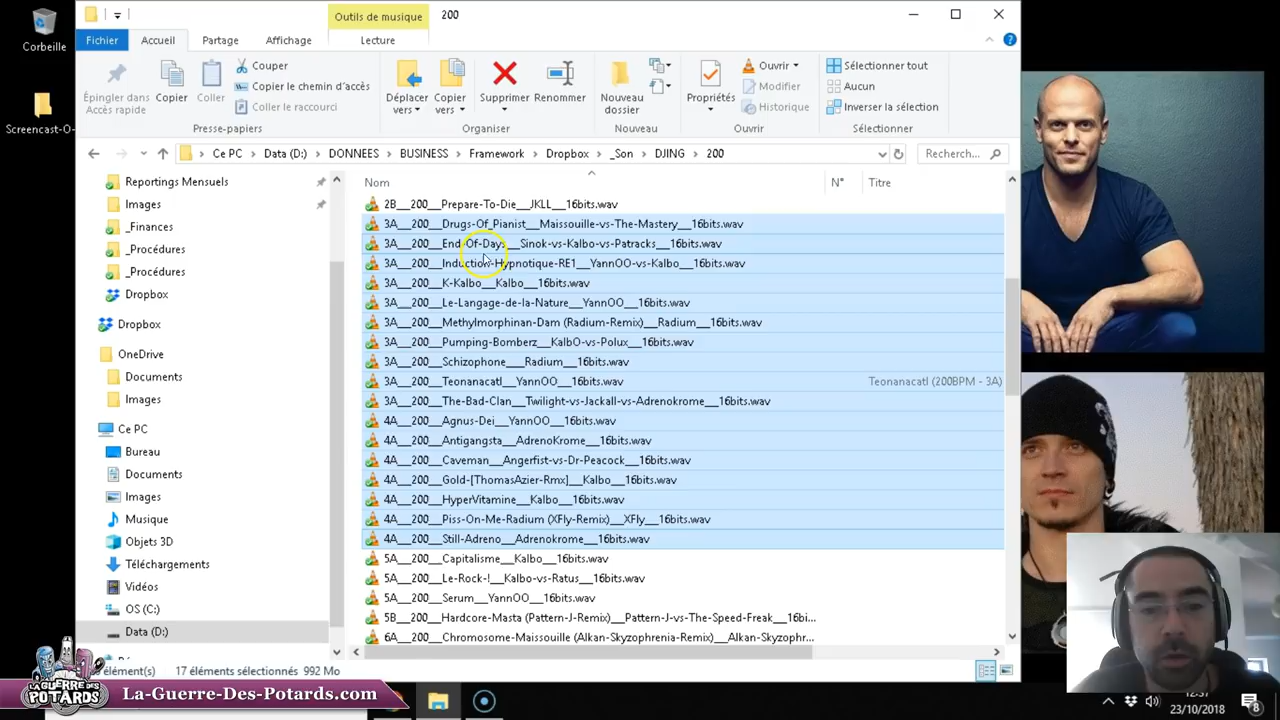 Corbeille
Screencast-O-
Outils de musique
200
Fichier
Accueil
Partage
Affichage
Lecture
Épingler dans
Accès rapide
Copier
Coller
Couper
Copier le chemin d'accès
Coller le raccourci
Presse-papiers
Déplacer
vers
Copier
vers
Supprimer
Renommer
Organiser
Nouveau
dossier
Nouveau
Propriétés
Ouvrir
Modifier
Historique
Ouvrir
Sélectionner tout
Aucun
Inverser la sélection
Sélectionner
Ce PC > Data (D:) > DONNEES > BUSINESS > Framework > Dropbox > _Son > DJING > 200
Recherch...
Reportings Mensuels
Images
_Finances
_Procédures
_Procédures
Dropbox
Dropbox
OneDrive
Documents
Images
Ce PC
Bureau
Documents
Images
Musique
Objets 3D
Téléchargements
Vidéos
OS (C:)
Data (D:)
Nom N° Titre
2B__200__Prepare-To-Die__JKLL__16bits.wav
3A__200__Drugs-Of_Pianist__Maissouille-vs-The-Mastery__16bits.wav
3A__200__End-Of-Days__Sinok-vs-Kalbo-vs-Patracks__16bits.wav
3A__200__Induction-Hypnotique-RE1__YannOO-vs-Kalbo__16bits.wav
3A__200__K-Kalbo__Kalbo__16bits.wav
3A__200__Le-Langage-de-la-Nature__YannOO__16bits.wav
3A__200__Methylmorphinan-Dam (Radium-Remix)__Radium__16bits.wav
3A__200__Pumping-Bomberz__KalbO-vs-Polux__16bits.wav
3A__200__Schizophone__Radium__16bits.wav
3A__200__Teonanacatl__YannOO__16bits.wav Teonanacatl (200BPM - 3A)
3A__200__The-Bad-Clan__Twilight-vs-Jackall-vs-Adrenokrome__16bits.wav
4A__200__Agnus-Dei__YannOO__16bits.wav
4A__200__Antigangsta__AdrenoKrome__16bits.wav
4A__200__Caveman__Angerfist-vs-Dr-Peacock__16bits.wav
4A__200__Gold-[ThomasAzier-Rmx]__Kalbo__16bits.wav
4A__200__HyperVitamine__Kalbo__16bits.wav
4A__200__Piss-On-Me-Radium (XFly-Remix)__XFly__16bits.wav
4A__200__Still-Adreno__Adrenokrome__16bits.wav
5A__200__Capitalisme__Kalbo__16bits.wav
5A__200__Le-Rock-!__Kalbo-vs-Ratus__16bits.wav
5A__200__Serum__YannOO__16bits.wav
5B__200__Hardcore-Masta (Pattern-J-Remix)__Pattern-J-vs-The-Speed-Freak__16bi...
6A__200__Chromosome-Maissouille (Alkan-Skyzophrenia-Remix)__Alkan-Skyzophr...
élément(s) 17 éléments sélectionnés 992 Mo
LA GUERRE DES
POTARDS
La-Guerre-Des-Potards.com
12:37
23/10/2018
8